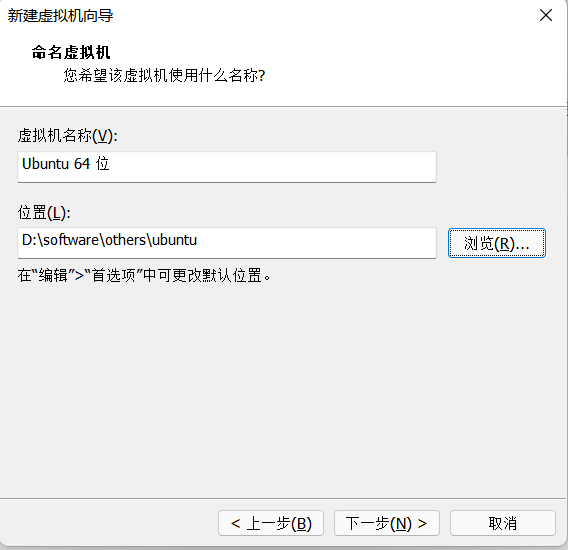 新建虚拟机向导
命名虚拟机
您希望该虚拟机使用什么名称?
虚拟机名称(V):
Ubuntu 64 位
位置(L):
D:\software\others\ubuntu
浏览(R)...
在“编辑”>“首选项”中可更改默认位置。
< 上一步(B)
下一步(N) >
取消